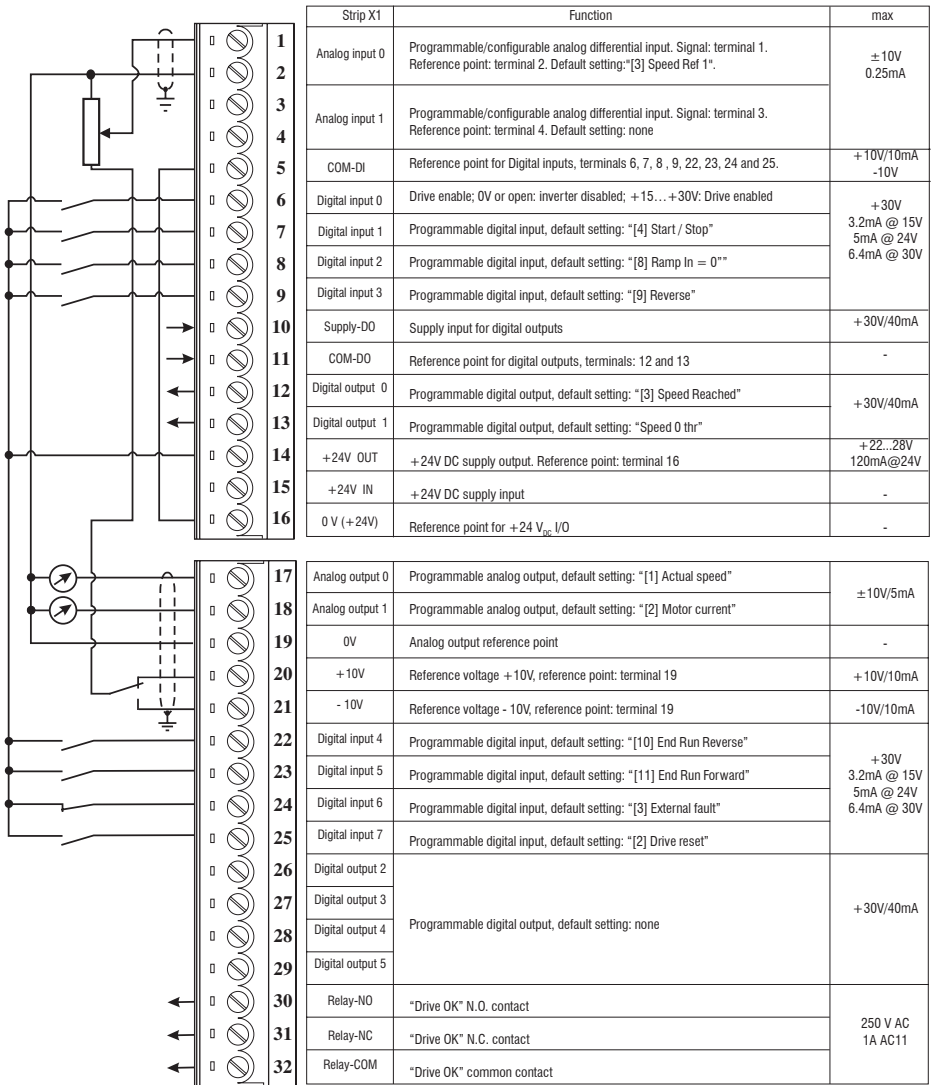 Strip X1 Function max
1 Analog input 0 Programmable/configurable analog differential input. Signal: terminal 1.
2 Reference point: terminal 2. Default setting:"[3] Speed Ref 1".
±10V
0.25mA
3 Analog input 1 Programmable/configurable analog differential input. Signal: terminal 3.
4 Reference point: terminal 4. Default setting: none
5 COM-DI Reference point for Digital inputs, terminals 6, 7, 8 , 9, 22, 23, 24 and 25.
+10V/10mA
-10V
6 Digital input 0 Drive enable; 0V or open: inverter disabled; +15…+30V: Drive enabled
7 Digital input 1 Programmable digital input, default setting: "[4] Start / Stop"
8 Digital input 2 Programmable digital input, default setting: "[8] Ramp In = 0""
9 Digital input 3 Programmable digital input, default setting: "[9] Reverse"
+30V
3.2mA @ 15V
5mA @ 24V
6.4mA @ 30V
10 Supply-DO Supply input for digital outputs +30V/40mA
11 COM-DO Reference point for digital outputs, terminals: 12 and 13 -
12 Digital output 0 Programmable digital output, default setting: "[3] Speed Reached"
13 Digital output 1 Programmable digital output, default setting: "Speed 0 thr"
+30V/40mA
14 +24V OUT +24V DC supply output. Reference point: terminal 16
+22...28V
120mA@24V
15 +24V IN +24V DC supply input -
16 0 V (+24V) Reference point for +24 VDC I/O -
17 Analog output 0 Programmable analog output, default setting: "[1] Actual speed"
18 Analog output 1 Programmable analog output, default setting: "[2] Motor current"
±10V/5mA
19 0V Analog output reference point -
20 +10V Reference voltage +10V, reference point: terminal 19 +10V/10mA
21 - 10V Reference voltage - 10V, reference point: terminal 19 -10V/10mA
22 Digital input 4 Programmable digital input, default setting: "[10] End Run Reverse"
23 Digital input 5 Programmable digital input, default setting: "[11] End Run Forward"
24 Digital input 6 Programmable digital input, default setting: "[3] External fault"
25 Digital input 7 Programmable digital input, default setting: "[2] Drive reset"
+30V
3.2mA @ 15V
5mA @ 24V
6.4mA @ 30V
26 Digital output 2
27 Digital output 3
28 Digital output 4
29 Digital output 5
Programmable digital output, default setting: none
+30V/40mA
30 Relay-NO "Drive OK" N.O. contact
31 Relay-NC "Drive OK" N.C. contact
32 Relay-COM "Drive OK" common contact
250 V AC
1A AC11